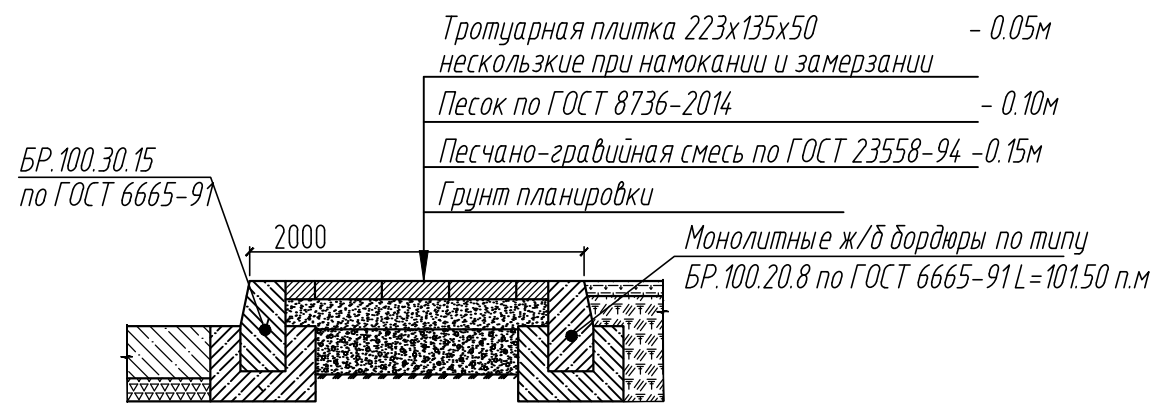 Тротуарная плитка 223х135х50 - 0.05м
нескользкие при намокании и замерзании
Песок по ГОСТ 8736-2014 - 0.10м
Песчано-гравийная смесь по ГОСТ 23558-94 -0.15м
Грунт планировки
БР.100.30.15
по ГОСТ 6665-91
2000
Монолитные ж/б бордюры по типу
БР.100.20.8 по ГОСТ 6665-91 L=101.50 п.м